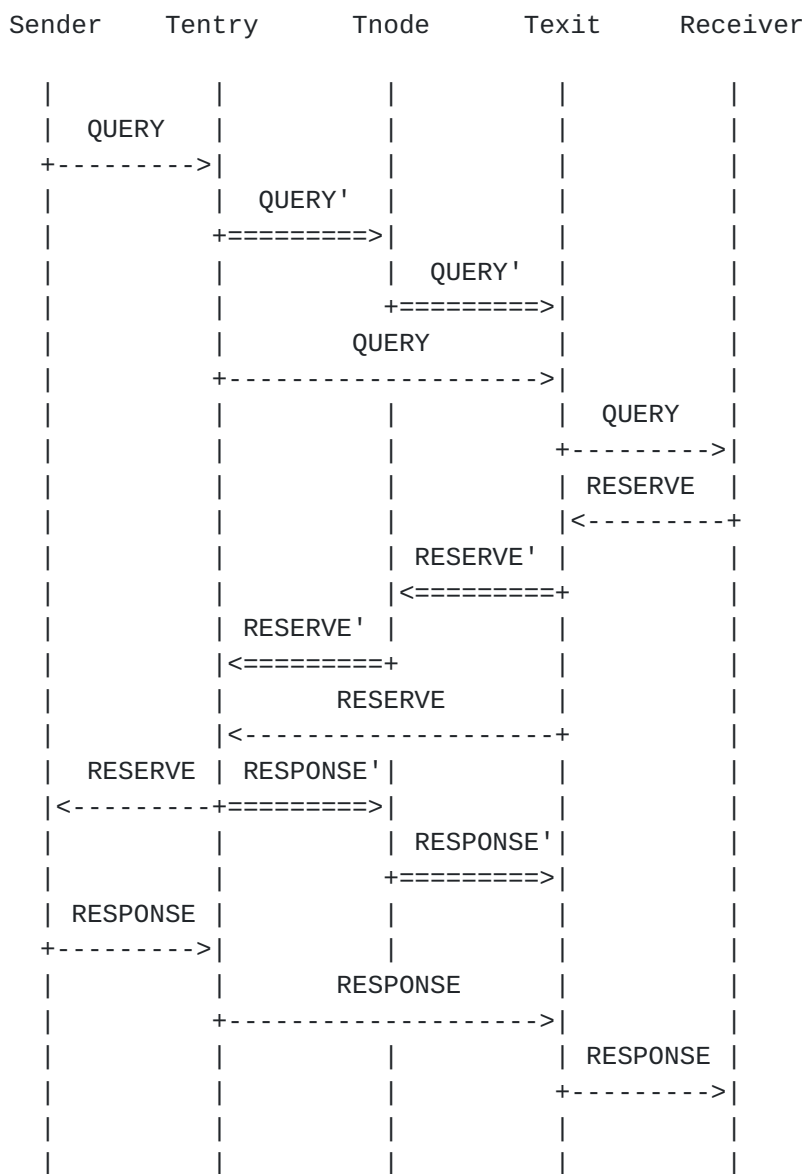 Sender    Tentry      Tnode      Texit     Receiver
QUERY
QUERY'
QUERY'
QUERY
QUERY
RESERVE
RESERVE'
RESERVE'
RESERVE
RESERVE   RESPONSE'
RESPONSE'
RESPONSE
RESPONSE
RESPONSE